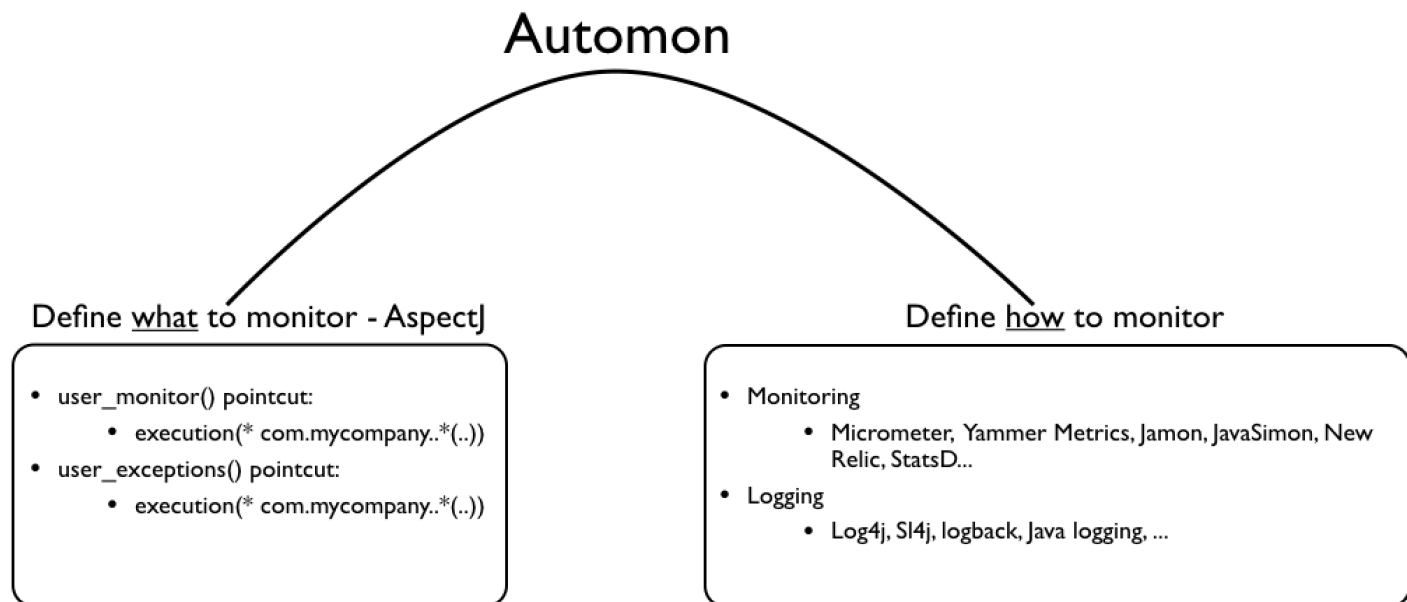 Automon
Define what to monitor - AspectJ
• user_monitor() pointcut:
• execution(* com.mycompany..*(..))
• user_exceptions() pointcut:
• execution(* com.mycompany..*(..))
Define how to monitor
• Monitoring
• Micrometer, Yammer Metrics, Jamon, JavaSimon, New
Relic, StatsD...
• Logging
• Log4j, Sl4j, logback, Java logging, ...